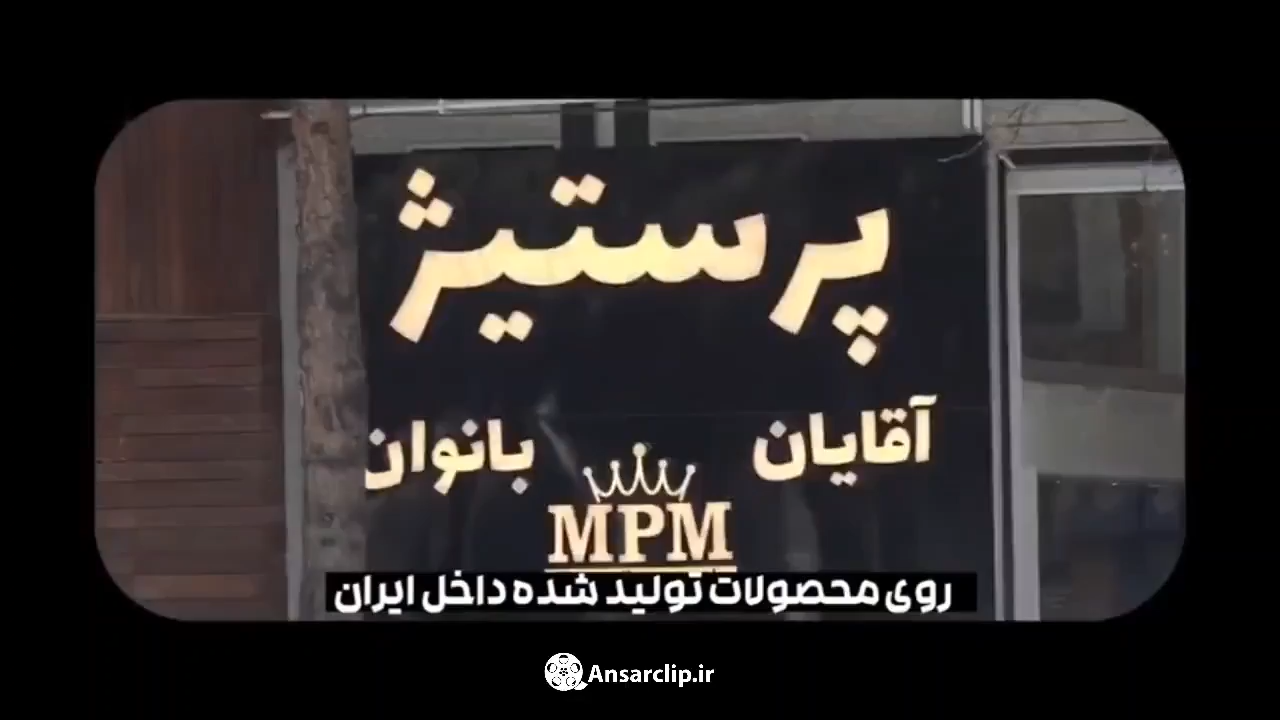 پرستیژ
آقایان بانوان
MPM
روی محصولات تولید شده داخل ایران
Ansarclip.ir